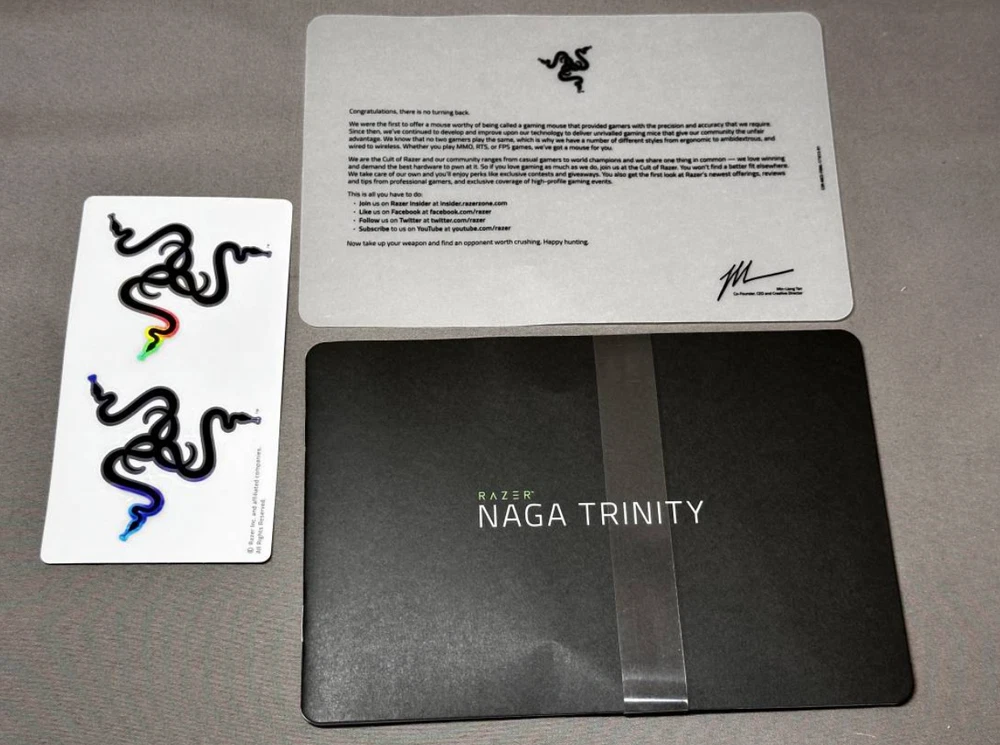 Congratulations, there is no turning back.
We were the first to offer a mouse worthy of being called a gaming mouse that provided gamers with the precision and accuracy that we require.
Since then, we've continued to develop and improve upon our technology to deliver unrivalled gaming mice that give our community the unfair
advantage. We know that no two gamers play the same, which is why we have a number of different styles from ergonomic to ambidextrous, and
wired to wireless. Whether you play MMO, RTS, or FPS games, we've got a mouse for you.
We are the Cult of Razer and our community ranges from casual gamers to world champions and we share one thing in common — we love winning
and demand the best hardware to pwn at it. So if you love gaming as much as we do, join us at the Cult of Razer. You won't find a better fit elsewhere.
We take care of our own and you'll enjoy perks like exclusive contests and giveaways. You also get the first look at Razer's newest offerings, reviews
and tips from professional gamers, and exclusive coverage of high-profile gaming events.
This is all you have to do:
· Join us on Razer Insider at insider.razerzone.com
· Like us on Facebook at facebook.com/razer
· Follow us on Twitter at twitter.com/razer
· Subscribe to us on YouTube at youtube.com/razer
Now take up your weapon and find an opponent worth crushing. Happy hunting.
Min-Liang Tan
Co-Founder, CEO and Creative Director
© Razer Inc. and affiliated companies.
All Rights Reserved.
RAZER™
NAGA TRINITY